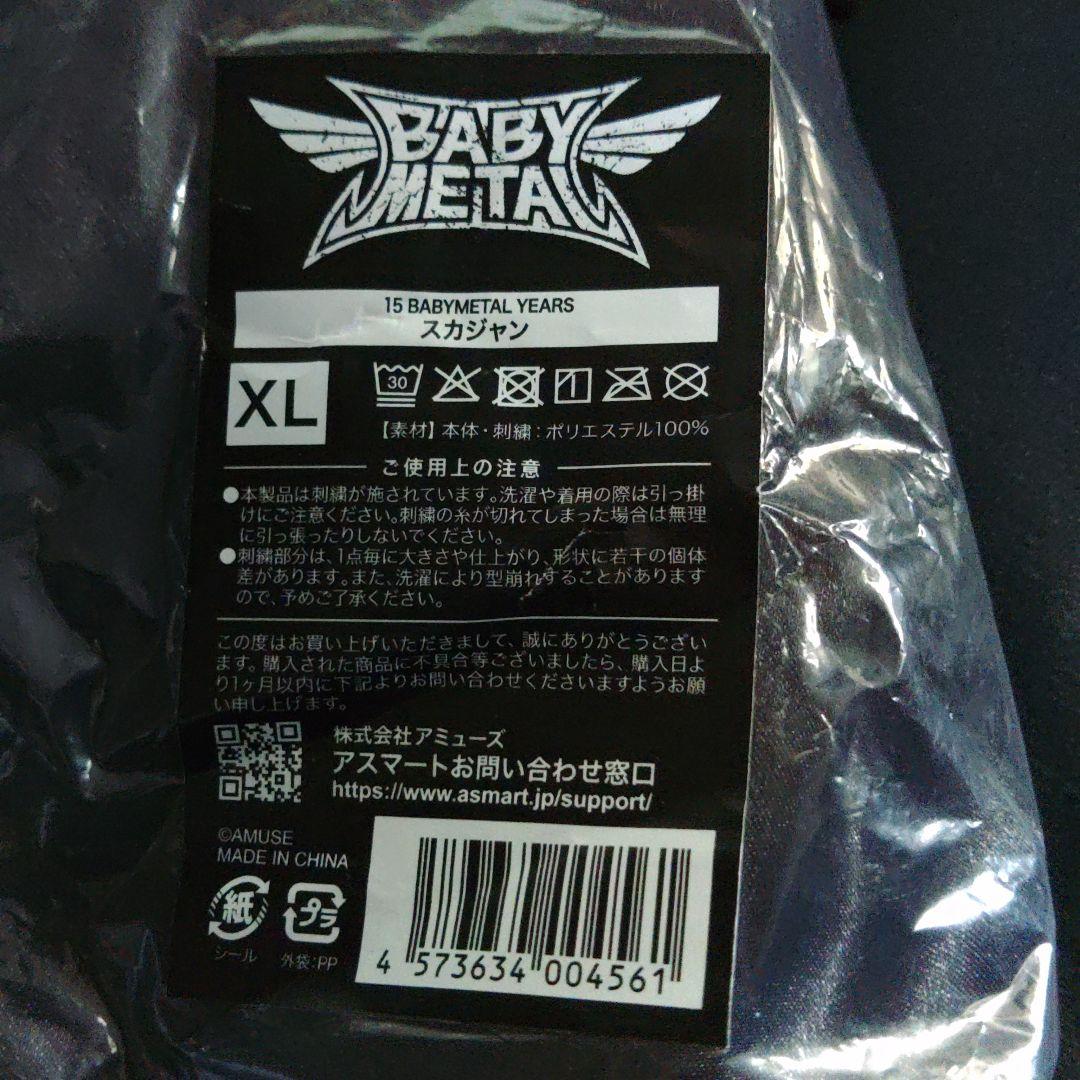 BABY
METAL
15 BABYMETAL YEARS
スカジャン
XL
30
【素材】本体・刺繍：ポリエステル100%
ご使用上の注意
●本製品は刺繍が施されています。洗濯や着用の際は引っ掛
けにご注意ください。刺繍の糸が切れてしまった場合は無理
に引っ張ったりしないでください。
●刺繍部分は、1点毎に大きさや仕上がり、形状に若干の個体
差があります。また、洗濯により型崩れすることがあります
ので、予めご了承ください。
この度はお買い上げいただきまして、誠にありがとうござい
ます。購入された商品に不具合等ございましたら、購入日よ
り1ヶ月以内に下記よりお問い合わせくださいますようお願
い申し上げます。
株式会社アミューズ
アスマートお問い合わせ窓口
https://www.asmart.jp/support/
©AMUSE
MADE IN CHINA
紙
プラ
シール
外袋:PP
4 573634 004561